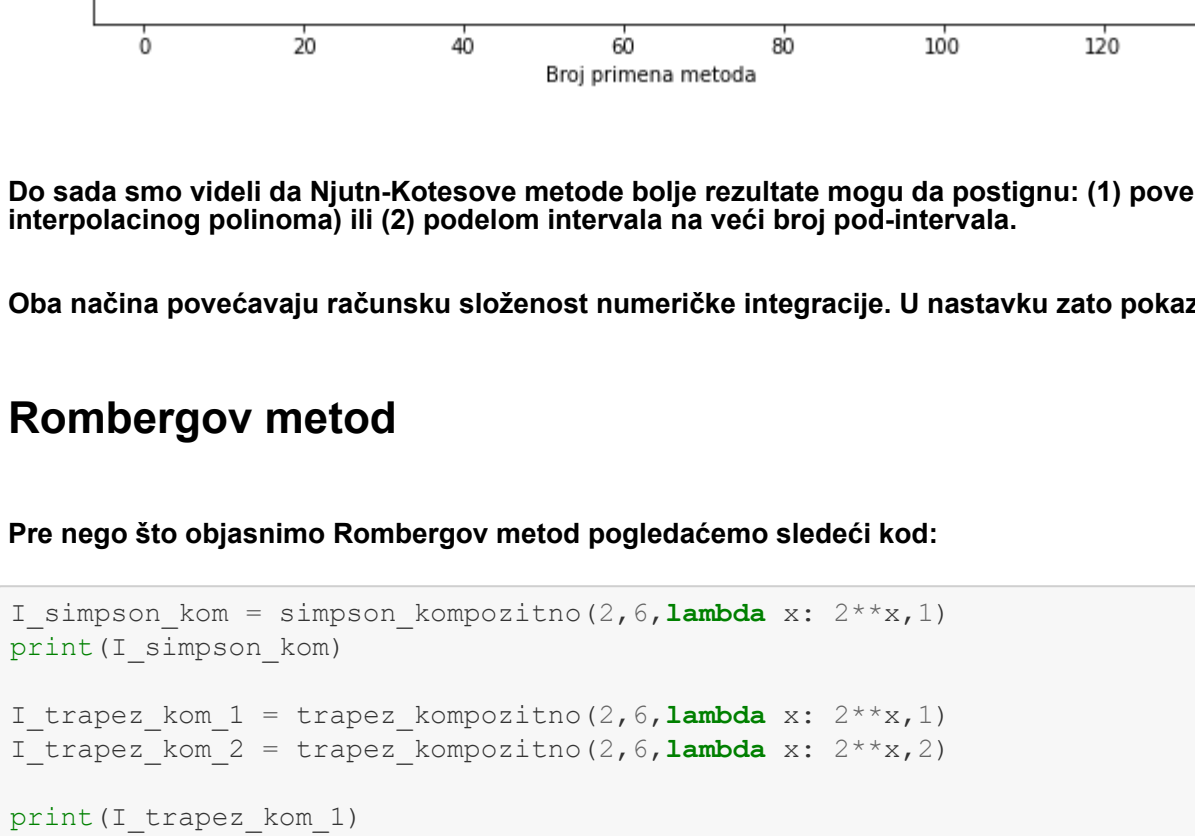 0 20 40 60 80 100 120
Broj primena metoda
Do sada smo videli da Njutn-Kotesove metode bolje rezultate mogu da postignu: (1) pove
interpolacinog polinoma) ili (2) podelom intervala na veći broj pod-intervala.
Oba načina povećavaju računsku složenost numeričke integracije. U nastavku zato pokaz
Rombergov metod
Pre nego što objasnimo Rombergov metod pogledaćemo sledeći kod:
I_simpson_kom = simpson_kompozitno(2,6,lambda x: 2**x,1)
print(I_simpson_kom)
I_trapez_kom_1 = trapez_kompozitno(2,6,lambda x: 2**x,1)
I_trapez_kom_2 = trapez_kompozitno(2,6,lambda x: 2**x,2)
print(I_trapez_kom_1)